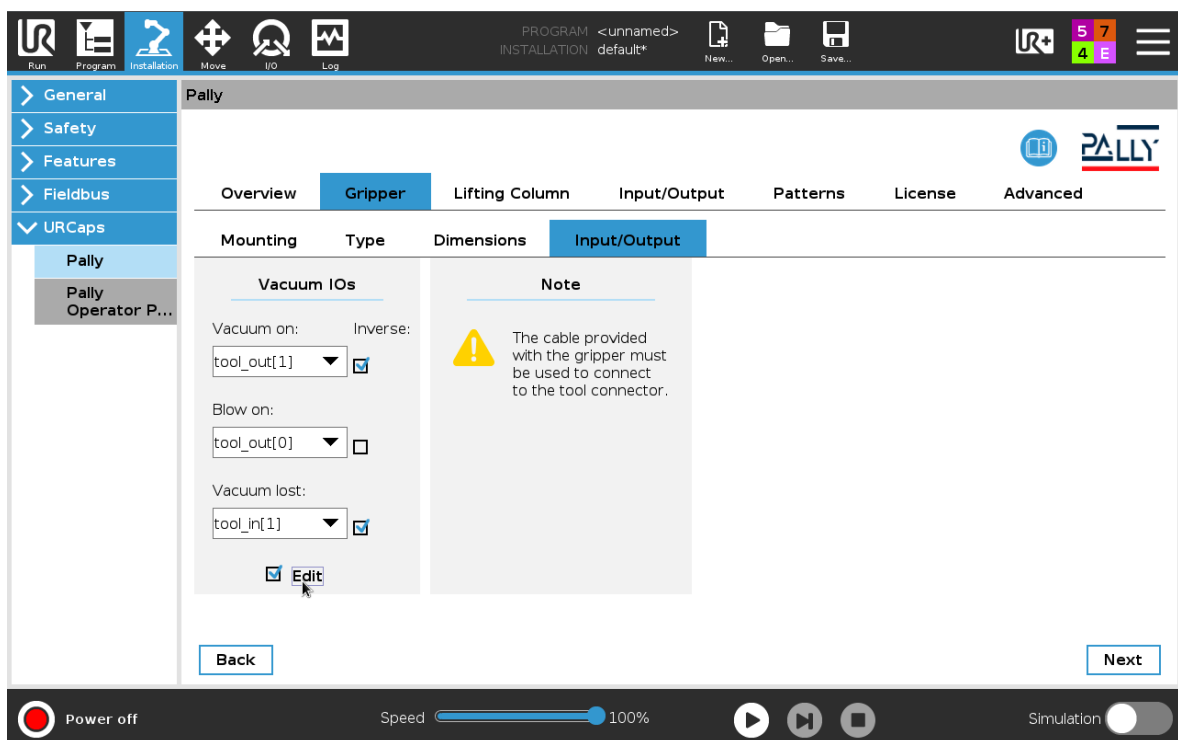 PROGRAM <unnamed>
INSTALLATION default*
Run Program Installation Move I/O Log New... Open... Save...
UR
UR+
5 7
4 E
General
Safety
Features
Fieldbus
URCaps
Pally
Pally
Operator P...
Pally
PALLY
Overview Gripper Lifting Column Input/Output Patterns License Advanced
Mounting Type Dimensions Input/Output
Vacuum IOs
Vacuum on: Inverse:
tool_out[1]
Blow on:
tool_out[0]
Vacuum lost:
tool_in[1]
Edit
Note
The cable provided
with the gripper must
be used to connect
to the tool connector.
Back Next
Power off Speed 100% Simulation